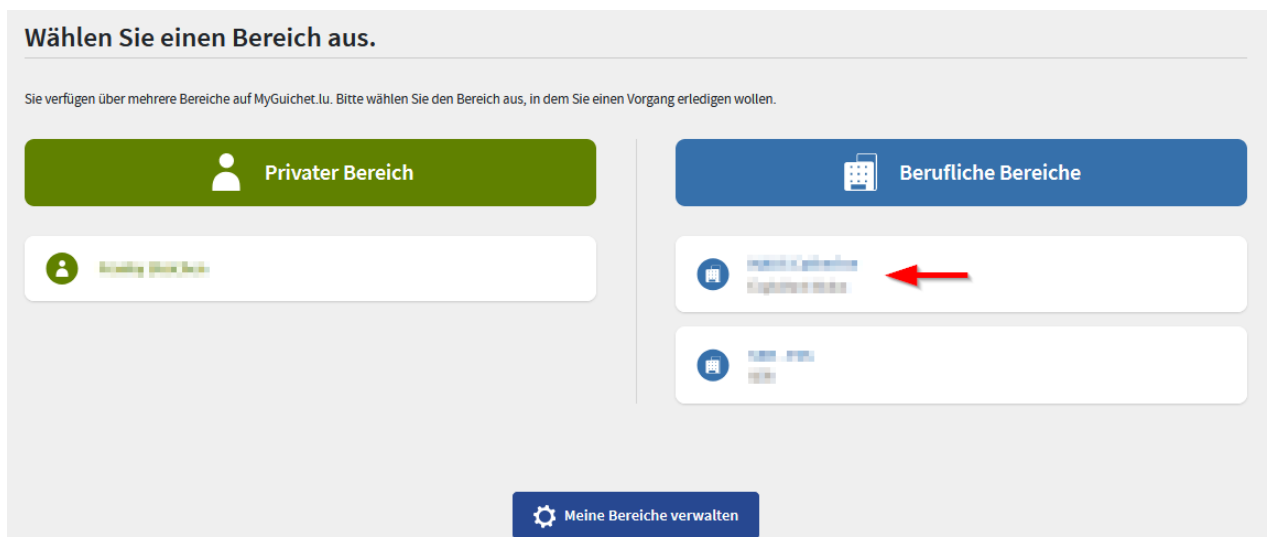 Wählen Sie einen Bereich aus.
Sie verfügen über mehrere Bereiche auf MyGuichet.lu. Bitte wählen Sie den Bereich aus, in dem Sie einen Vorgang erledigen wollen.
Privater Bereich
Berufliche Bereiche
Meine Bereiche verwalten